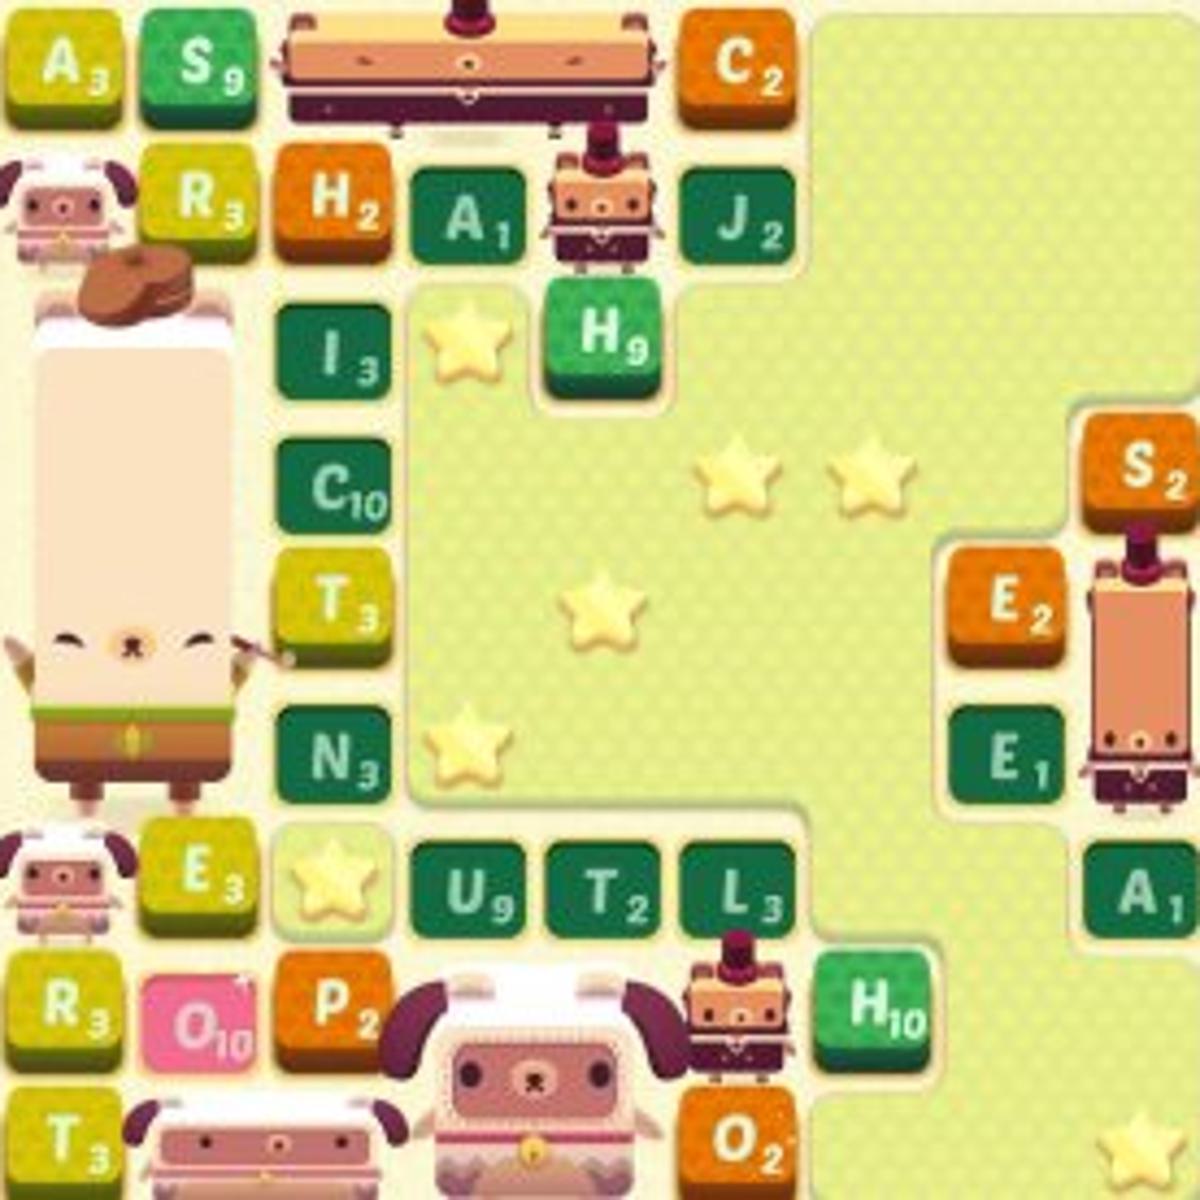 A3 S9 C2
R3 H2 A1 J2
I3 H9
C10 S2
T3 E2
N3 E1
E3 U9 T2 L3 A1
R3 O10 P2 H10
T3 O2